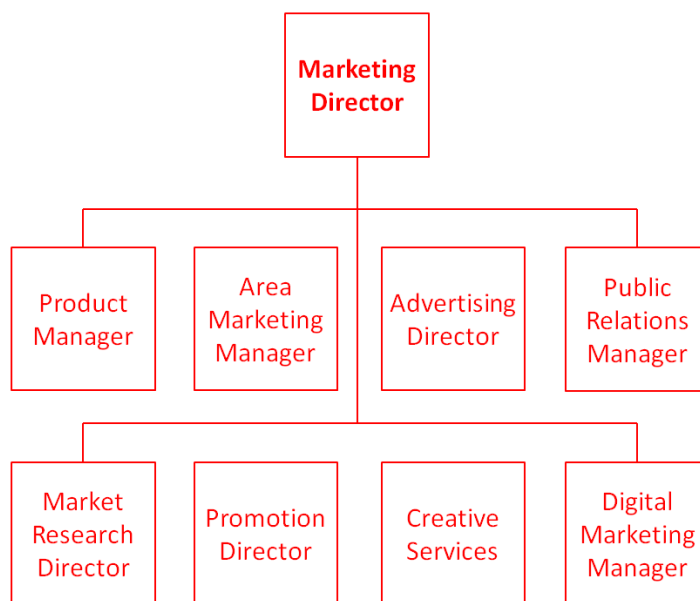 Marketing
Director
Product
Manager
Area
Marketing
Manager
Advertising
Director
Public
Relations
Manager
Market
Research
Director
Promotion
Director
Creative
Services
Digital
Marketing
Manager